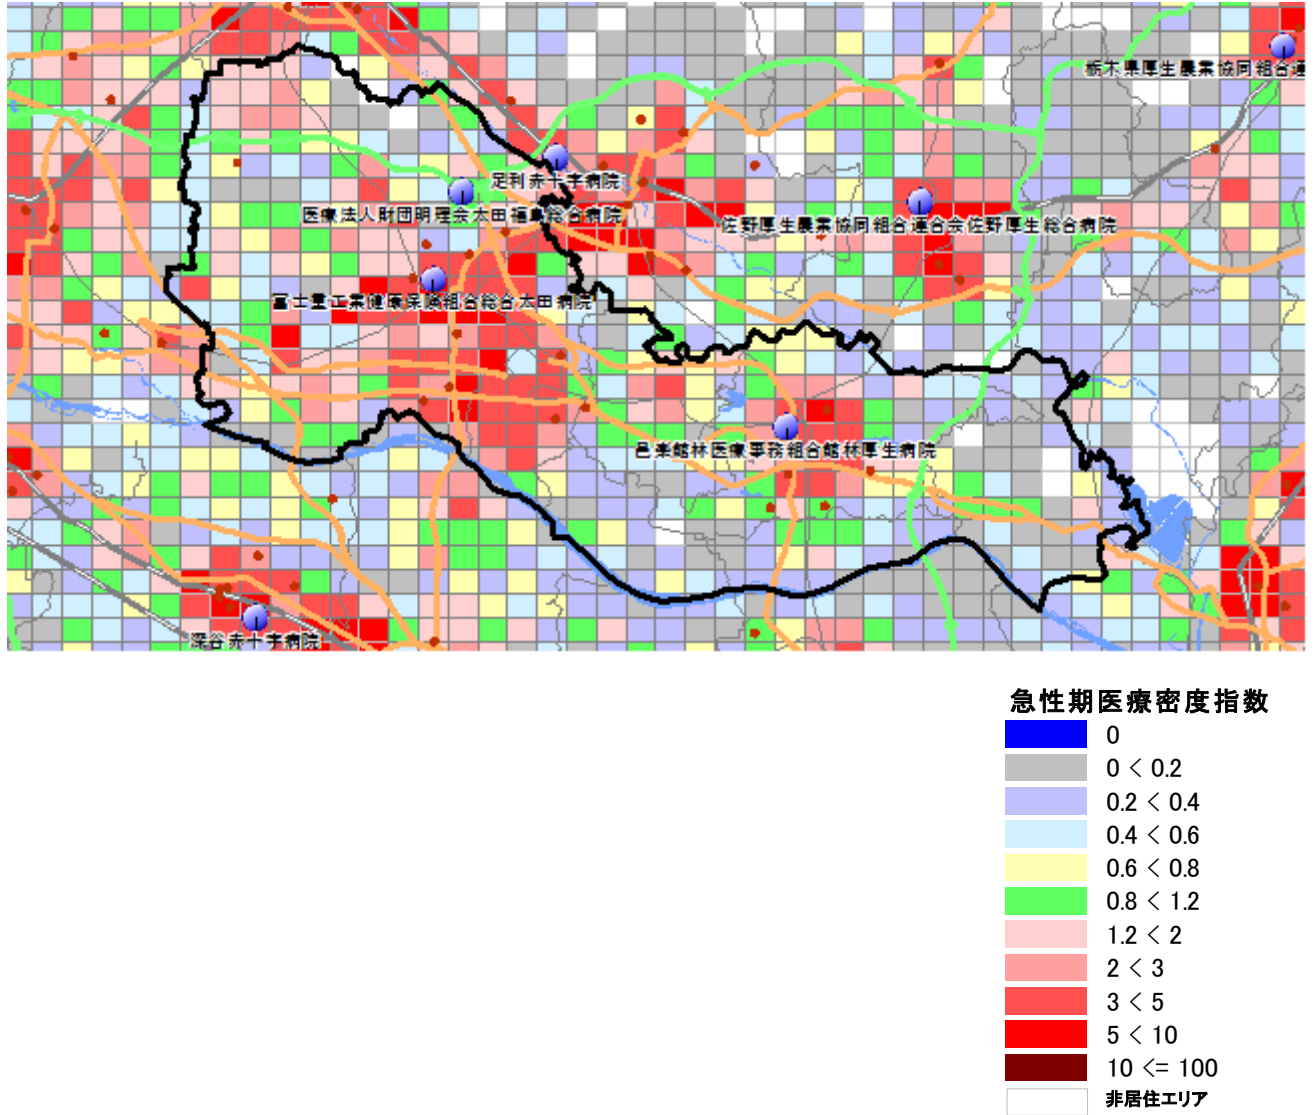 栃木県厚生農業協同組合連
足利赤十字病院
医療法人財団明理会太田福島総合病院
佐野厚生農業協同組合連合会佐野厚生総合病院
富士重工業健康保険組合総合太田病院
邑楽館林医療事務組合館林厚生病院
深谷赤十字病院
急性期医療密度指数
0
0 < 0.2
0.2 < 0.4
0.4 < 0.6
0.6 < 0.8
0.8 < 1.2
1.2 < 2
2 < 3
3 < 5
5 < 10
10 <= 100
非居住エリア